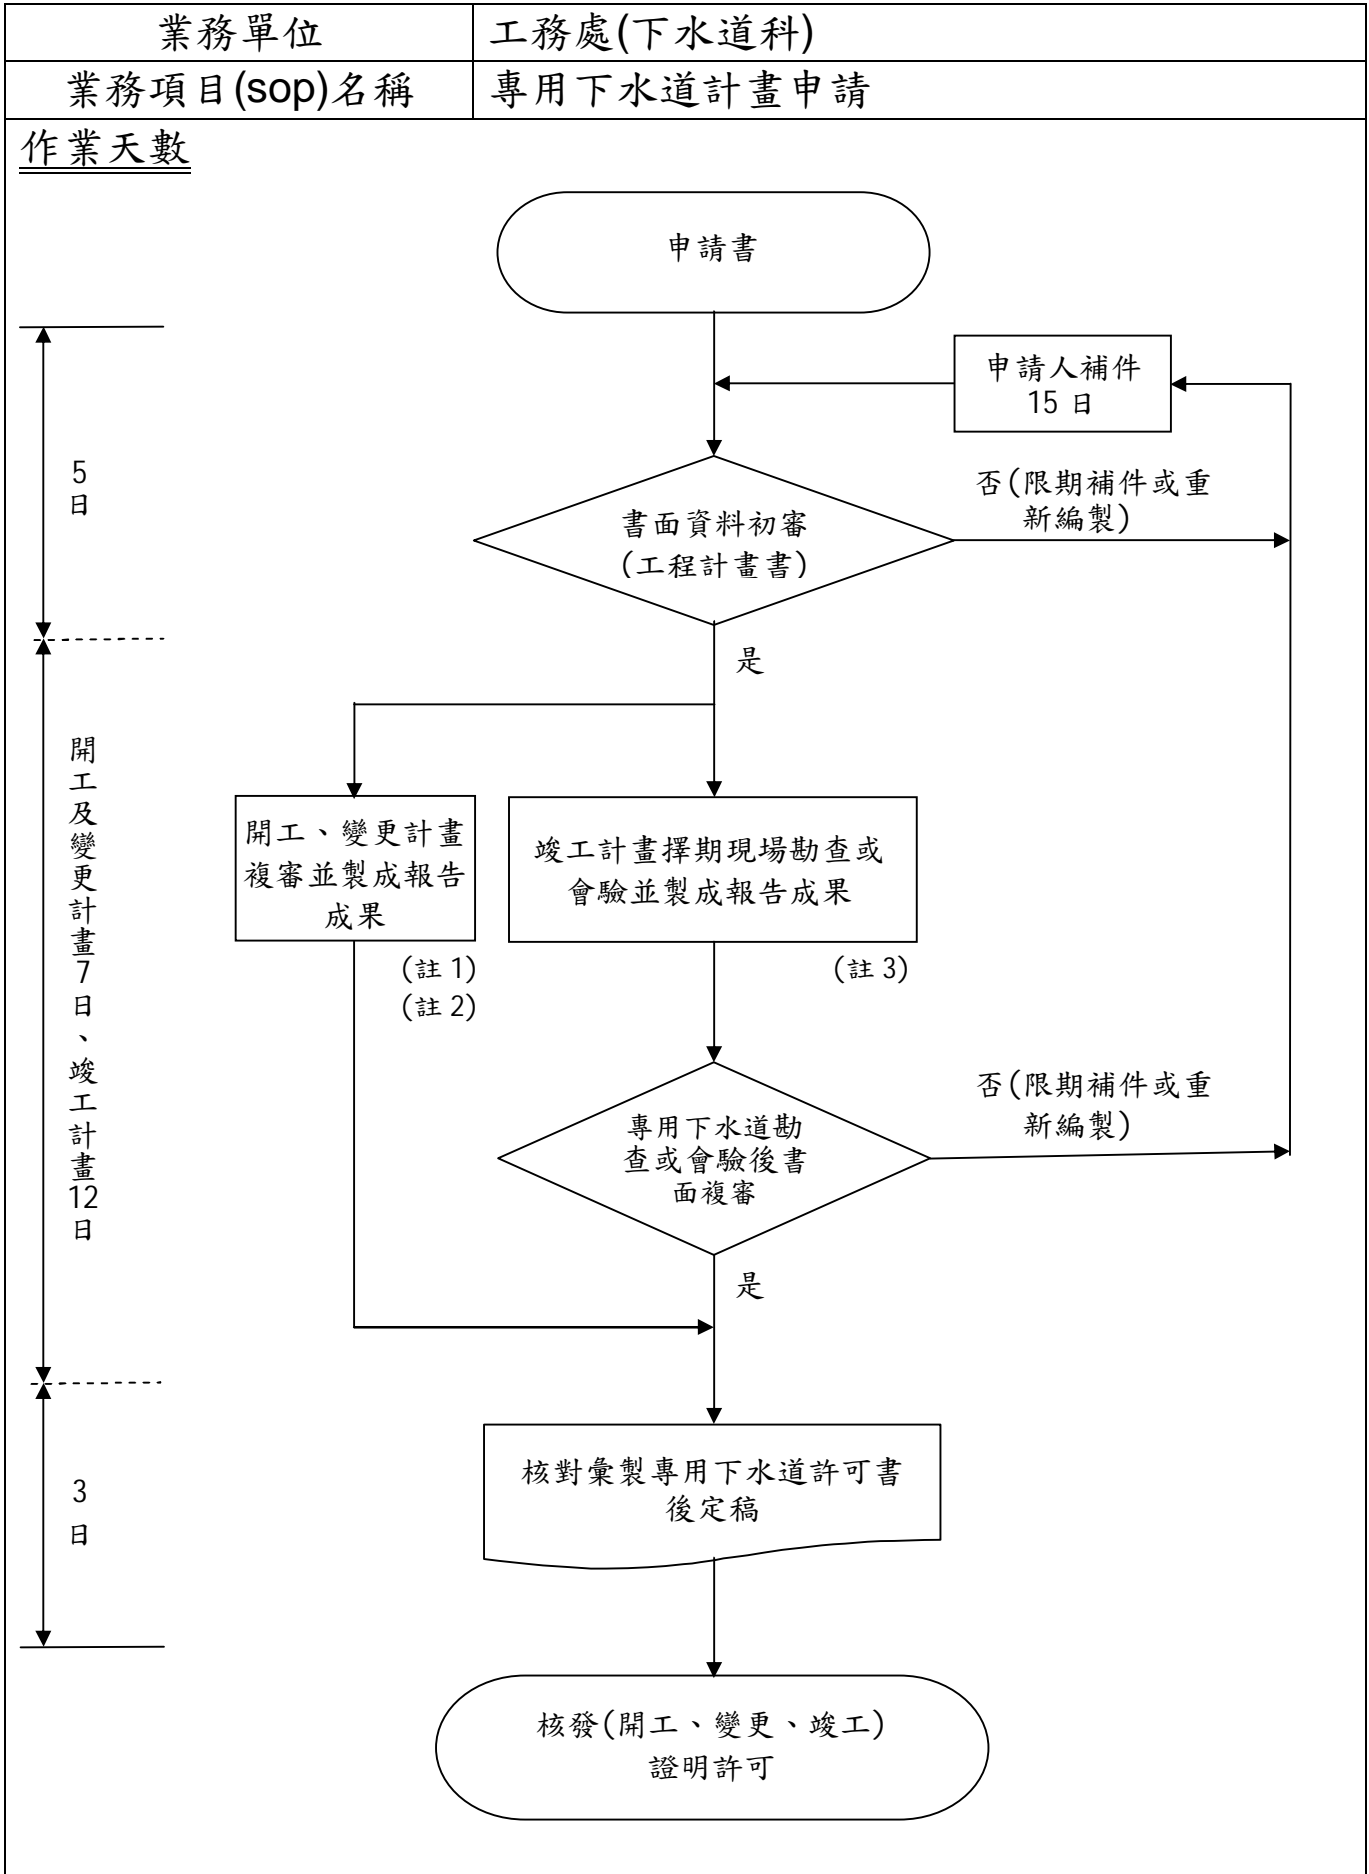 業務單位
工務處(下水道科)
業務項目(sop)名稱
專用下水道計畫申請
作業天數
申請書
申請人補件
15 日
5
日
否(限期補件或重
新編製)
書面資料初審
(工程計畫書)
是
開工及變更計畫7日、竣工計畫12日
開工、變更計畫
複審並製成報告
成果
竣工計畫擇期現場勘查或
會驗並製成報告成果
(註 1)
(註 2)
(註 3)
專用下水道勘
查或會驗後書
面複審
否(限期補件或重
新編製)
是
3
日
核對彙製專用下水道許可書
後定稿
核發(開工、變更、竣工)
證明許可